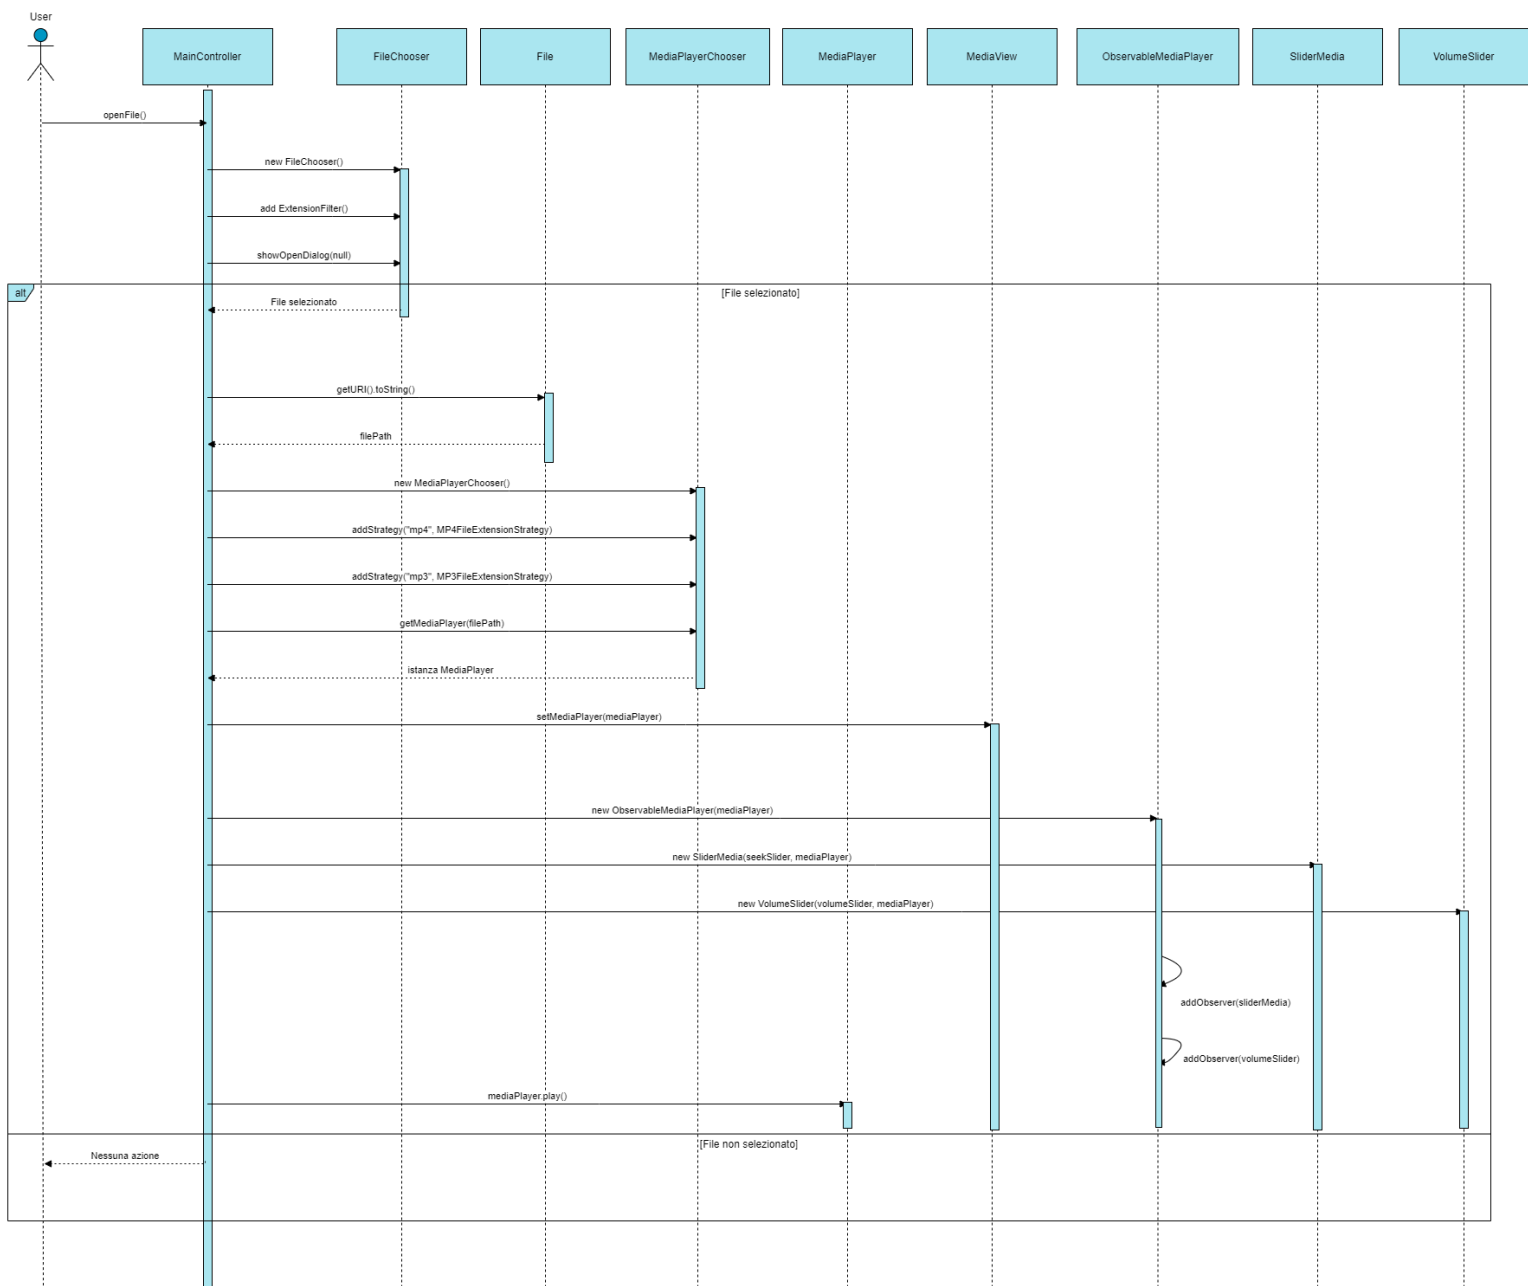 User
MainController
FileChooser
File
MediaPlayerChooser
MediaPlayer
MediaView
ObservableMediaPlayer
SliderMedia
VolumeSlider
openFile()
new FileChooser()
add ExtensionFilter()
showOpenDialog(null)
alt
[File selezionato]
File selezionato
getURI().toString()
filePath
new MediaPlayerChooser()
addStrategy("mp4", MP4FileExtensionStrategy)
addStrategy("mp3", MP3FileExtensionStrategy)
getMediaPlayer(filePath)
istanza MediaPlayer
setMediaPlayer(mediaPlayer)
new ObservableMediaPlayer(mediaPlayer)
new SliderMedia(seekSlider, mediaPlayer)
new VolumeSlider(volumeSlider, mediaPlayer)
addObserver(sliderMedia)
addObserver(volumeSlider)
mediaPlayer.play()
[File non selezionato]
Nessuna azione